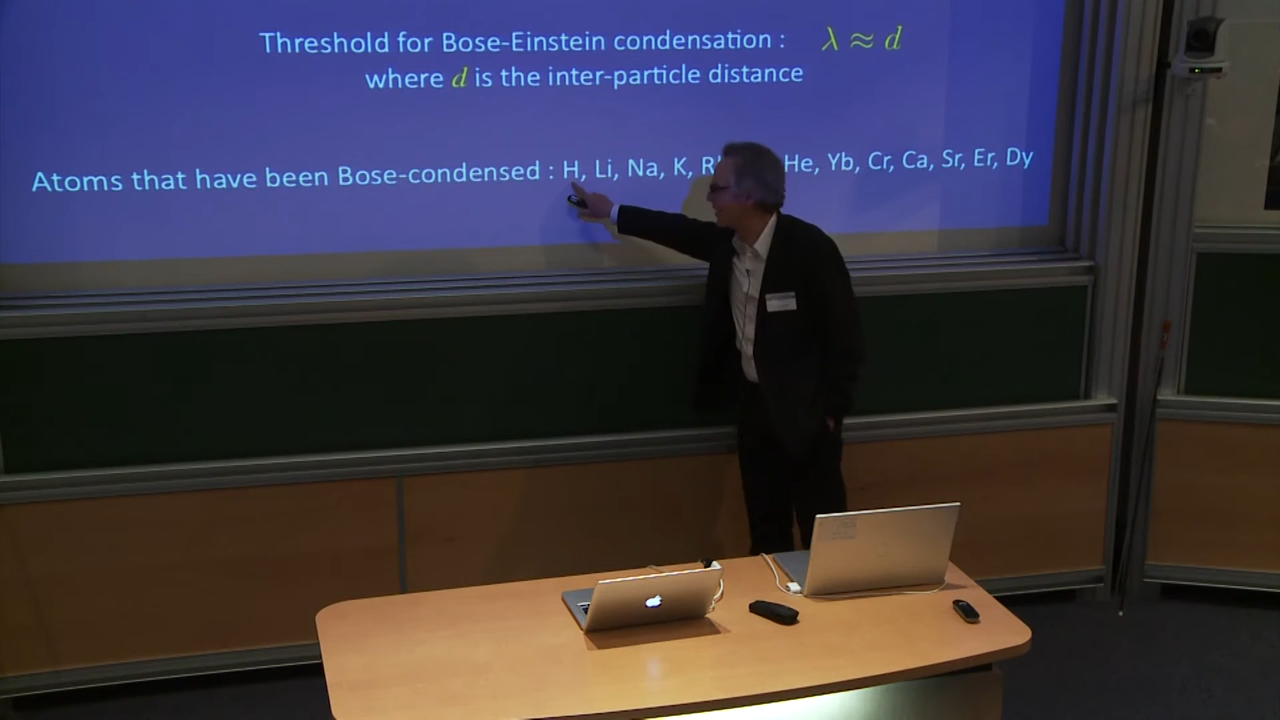 Threshold for Bose-Einstein condensation : λ ≈ d
where d is the inter-particle distance
Atoms that have been Bose-condensed : H, Li, Na, K, He, Yb, Cr, Ca, Sr, Er, Dy